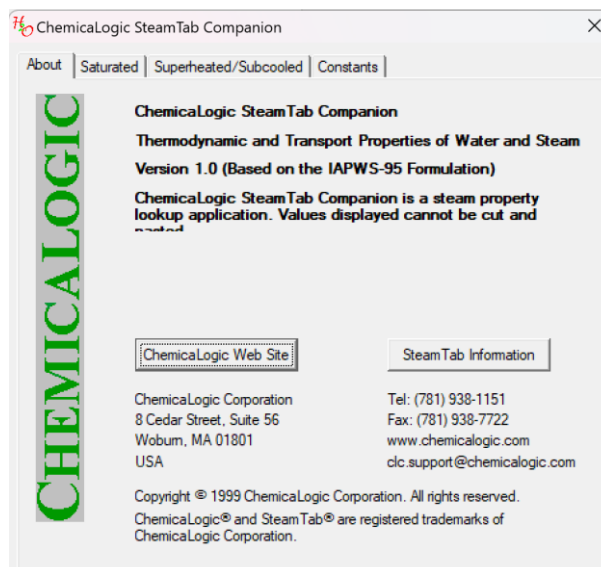 ChemicaLogic SteamTab Companion
About Saturated Superheated/Subcooled Constants
CHEMICALOGIC
ChemicaLogic SteamTab Companion
Thermodynamic and Transport Properties of Water and Steam
Version 1.0 (Based on the IAPWS-95 Formulation)
ChemicaLogic SteamTab Companion is a steam property
lookup application. Values displayed cannot be cut and
pasted.
ChemicaLogic Web Site
SteamTab Information
ChemicaLogic Corporation
8 Cedar Street, Suite 56
Woburn, MA 01801
USA
Tel: (781) 938-1151
Fax: (781) 938-7722
www.chemicalogic.com
clc.support@chemicalogic.com
Copyright © 1999 ChemicaLogic Corporation. All rights reserved.
ChemicaLogic® and SteamTab® are registered trademarks of
ChemicaLogic Corporation.